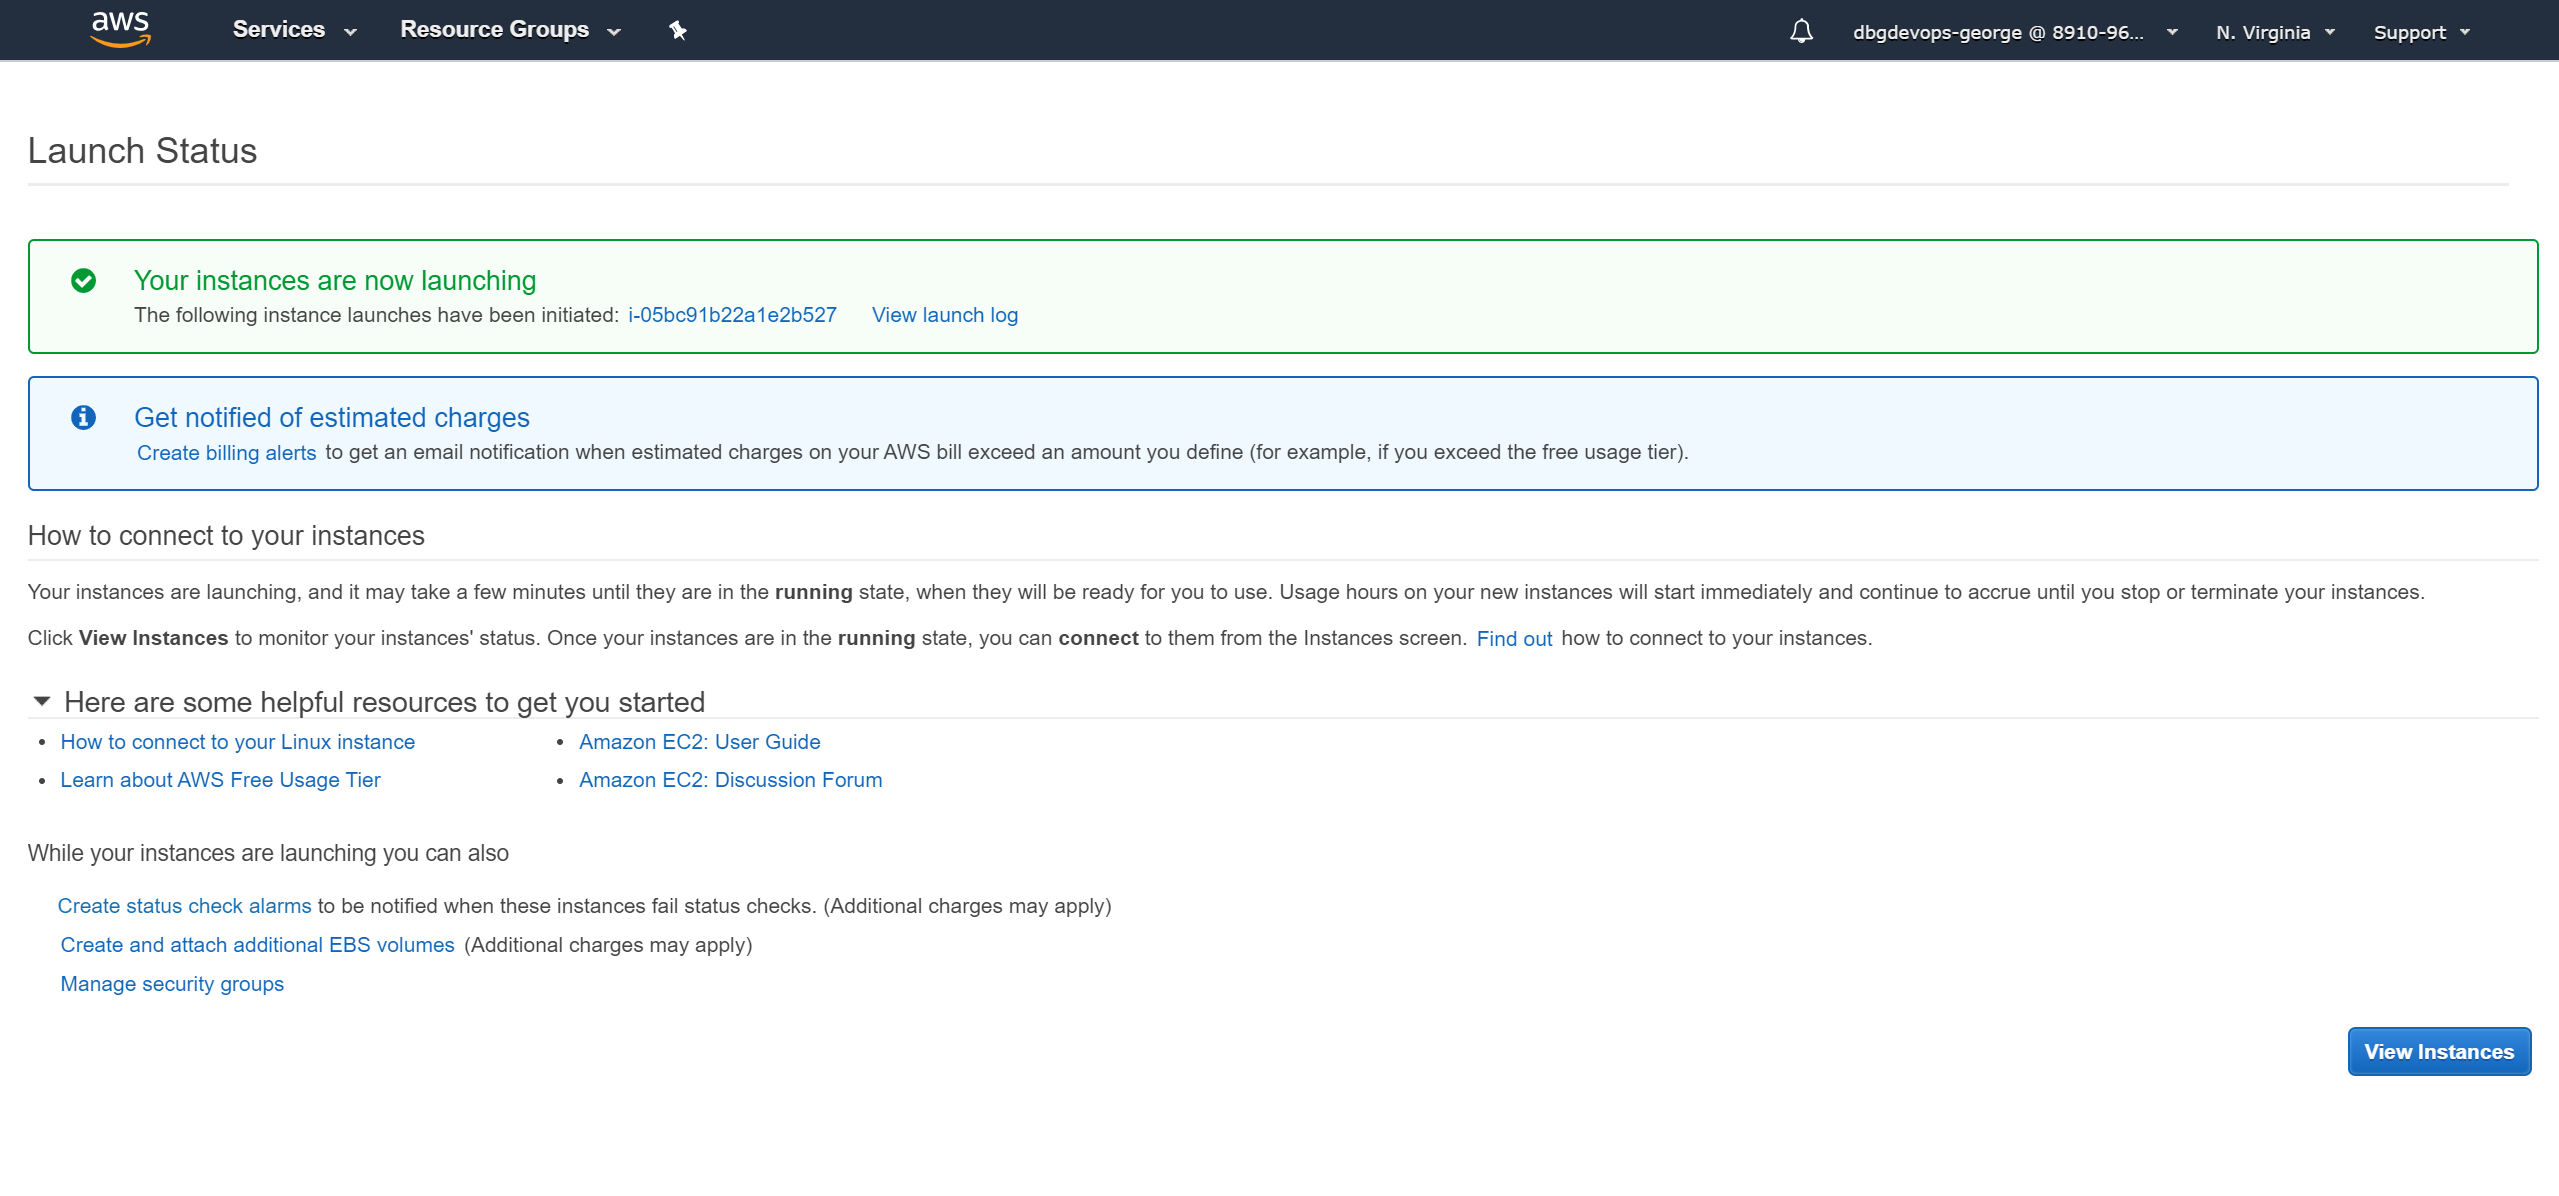 aws Services Resource Groups dbgdevops-george @ 8910-96... N. Virginia Support
Launch Status
Your instances are now launching
The following instance launches have been initiated: i-05bc91b22a1e2b527 View launch log
Get notified of estimated charges
Create billing alerts to get an email notification when estimated charges on your AWS bill exceed an amount you define (for example, if you exceed the free usage tier).
How to connect to your instances
Your instances are launching, and it may take a few minutes until they are in the running state, when they will be ready for you to use. Usage hours on your new instances will start immediately and continue to accrue until you stop or terminate your instances.
Click View Instances to monitor your instances' status. Once your instances are in the running state, you can connect to them from the Instances screen. Find out how to connect to your instances.
Here are some helpful resources to get you started
• How to connect to your Linux instance • Amazon EC2: User Guide
• Learn about AWS Free Usage Tier • Amazon EC2: Discussion Forum
While your instances are launching you can also
Create status check alarms to be notified when these instances fail status checks. (Additional charges may apply)
Create and attach additional EBS volumes (Additional charges may apply)
Manage security groups
View Instances